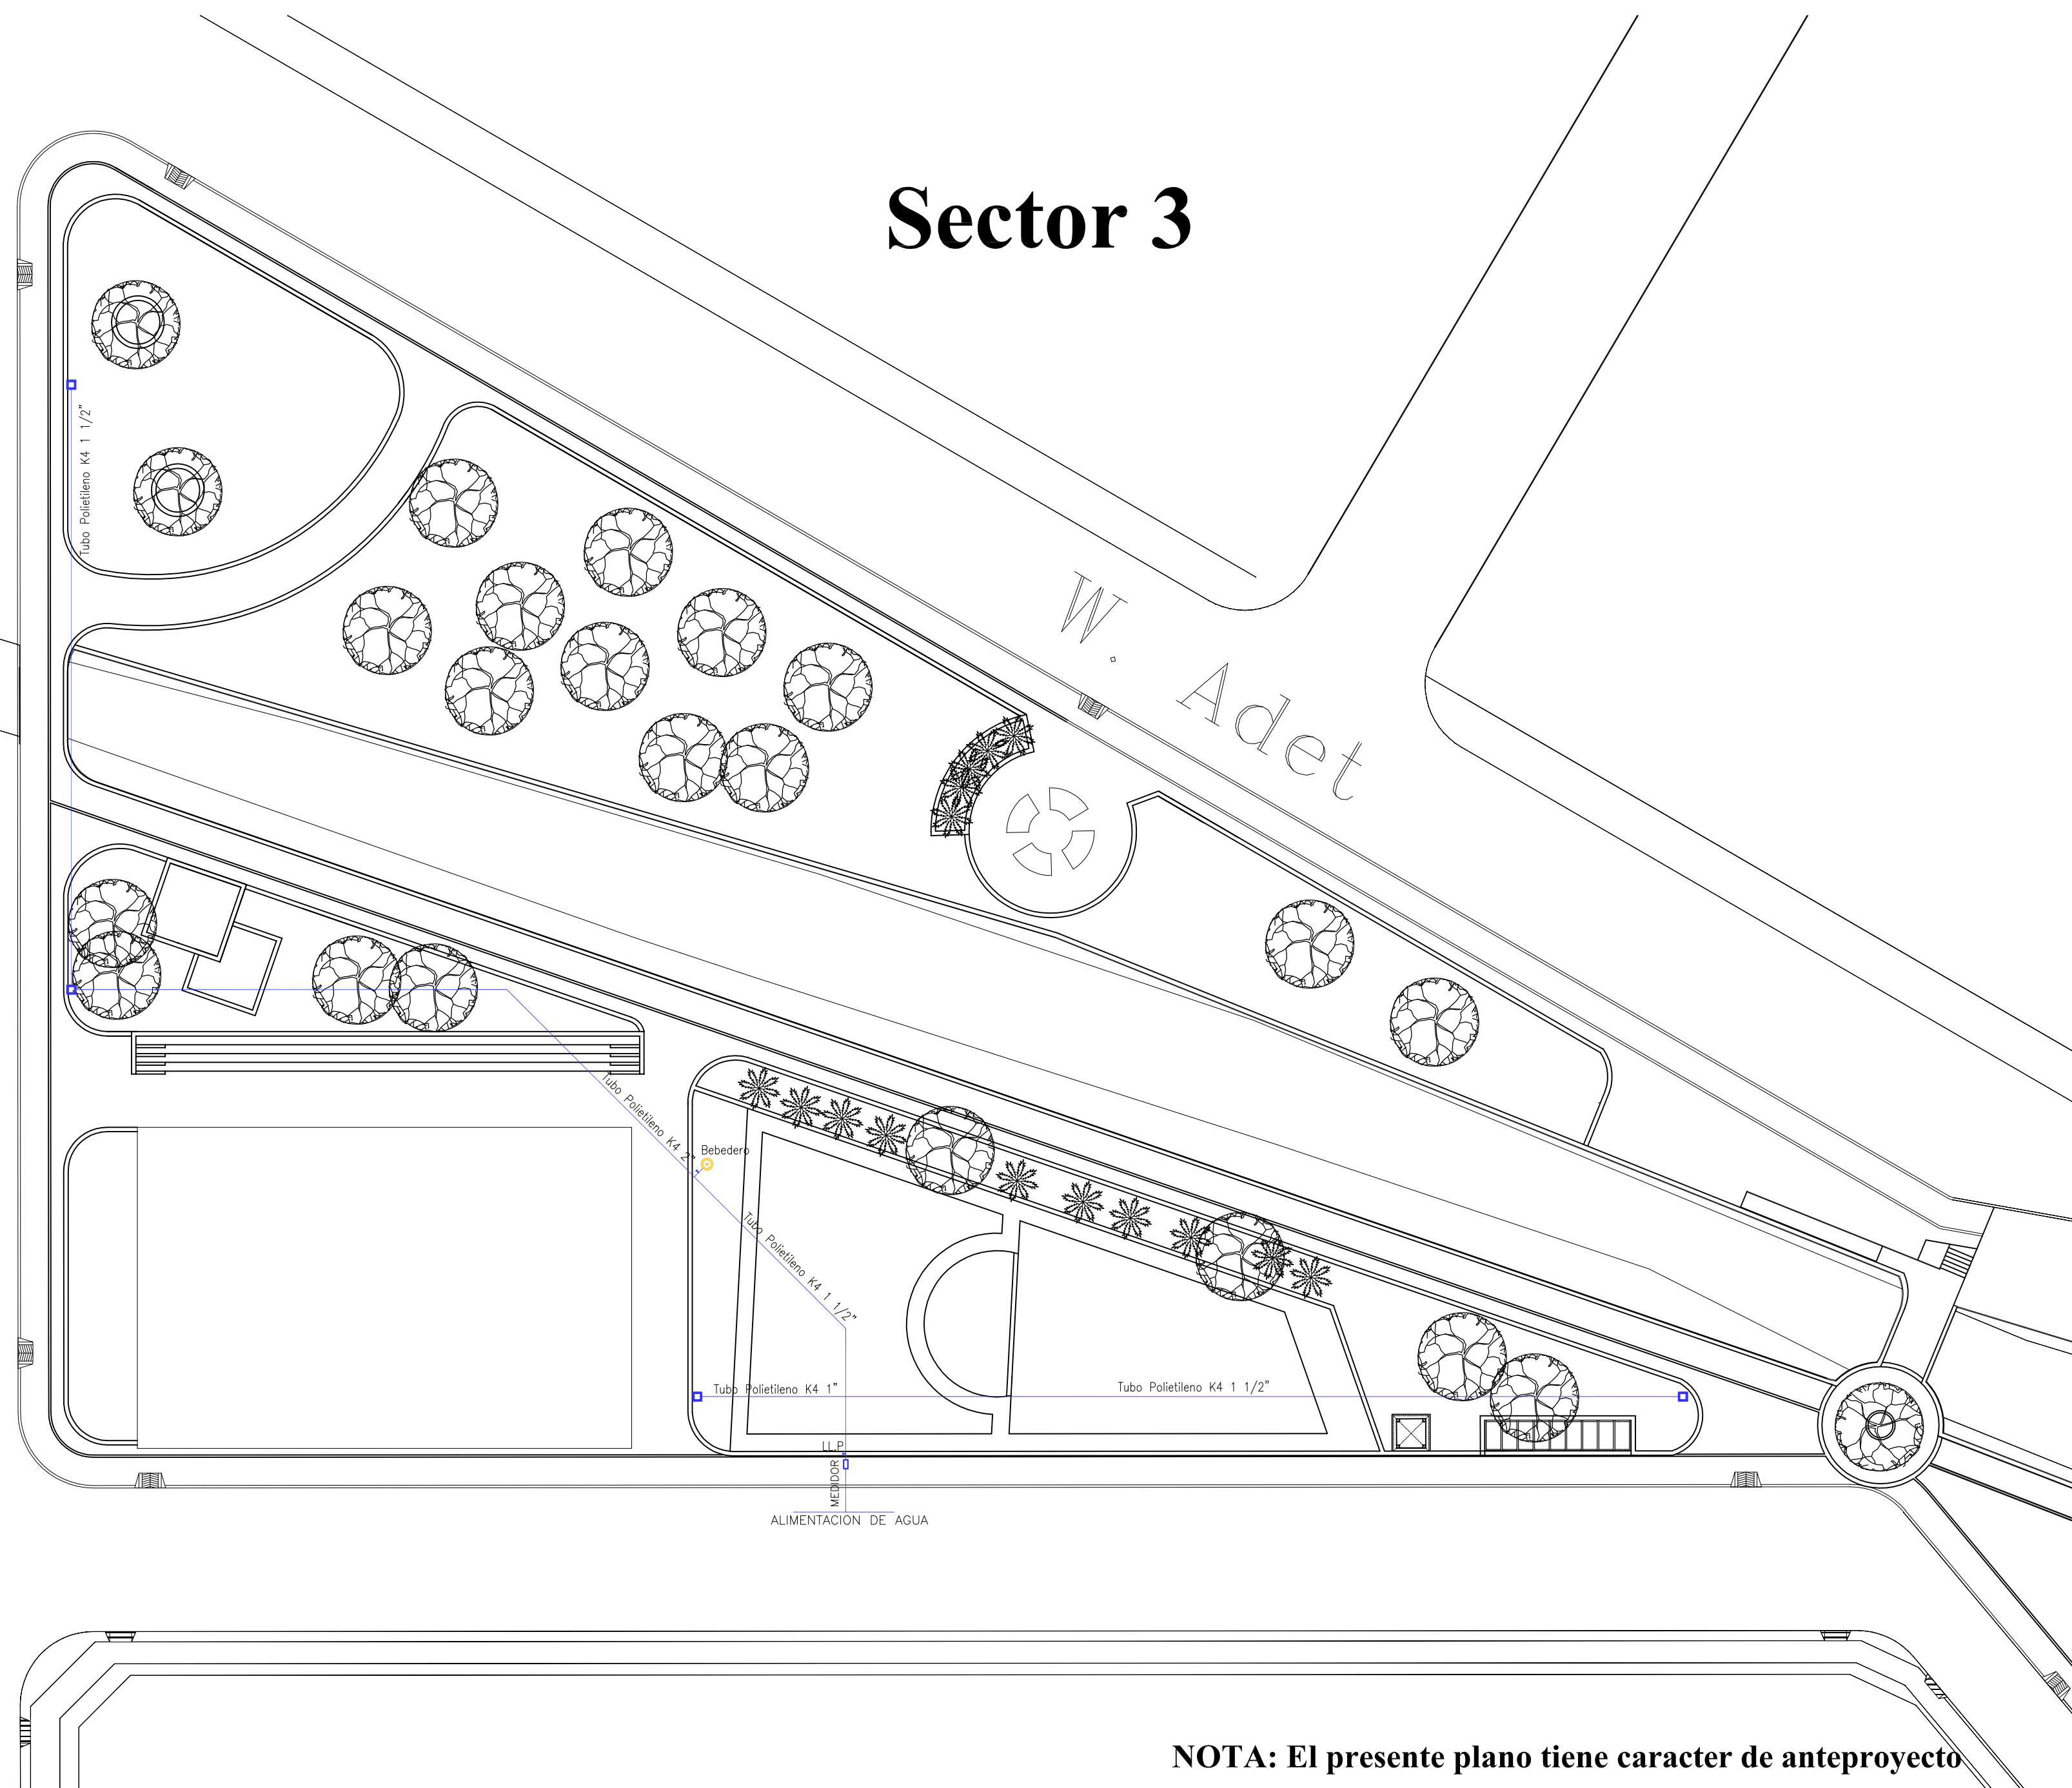 Sector 3
Tubo Polietileno K4 1 1/2"
W. Adet
Tubo Polietileno K4 2"
Bebedero
Tubo Polietileno K4 1 1/2"
Tubo Polietileno K4 1"
Tubo Polietileno K4 1 1/2"
LL.P
MEDIDOR
ALIMENTACION DE AGUA
NOTA: El presente plano tiene caracter de anteproyecto